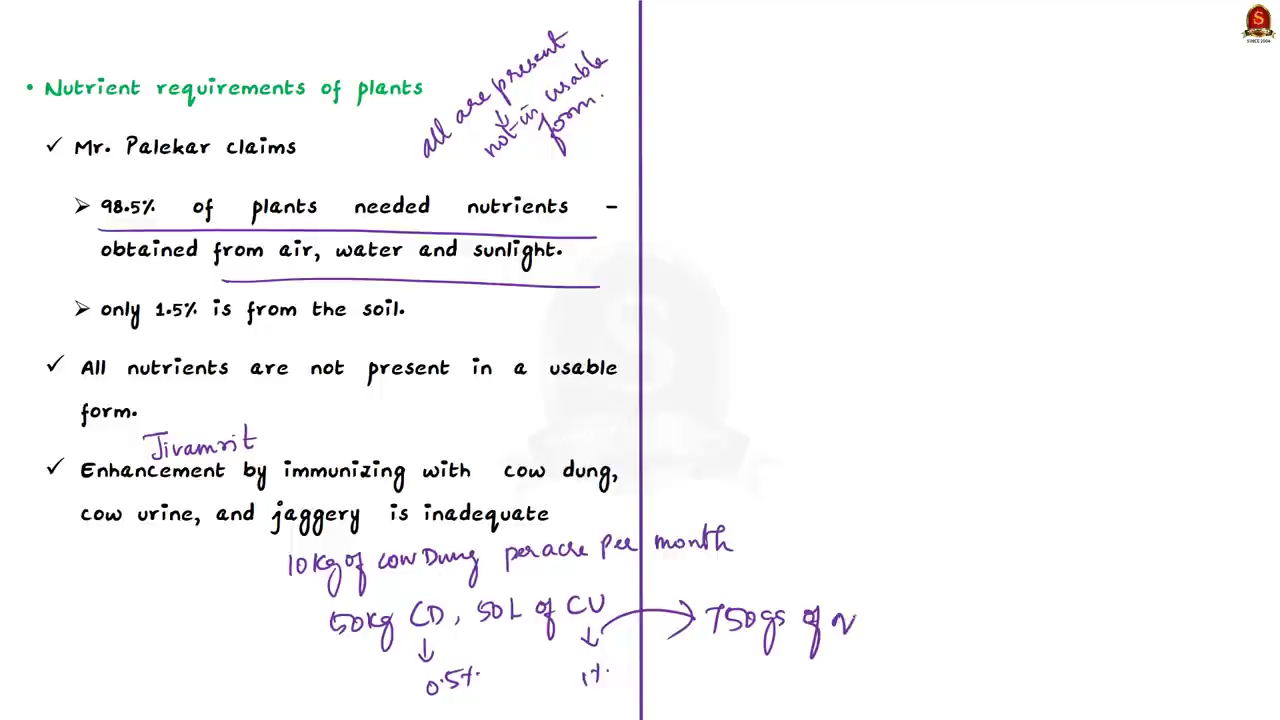 • Nutrient requirements of plants
all are present
↓
not in usable
form.
✓ Mr. Palekar claims
➢ 98.5% of plants needed nutrients –
obtained from air, water and sunlight.
➢ only 1.5% is from the soil.
✓ All nutrients are not present in a usable
form.
Jivamrit
✓ Enhancement by immunizing with cow dung,
cow urine, and jaggery is inadequate
10kg of cow Dung per acre per month
50kg CD, 50L of CU → 750gs of N
↓ ↓
0.5%. 1%.
S
SINCE 2004